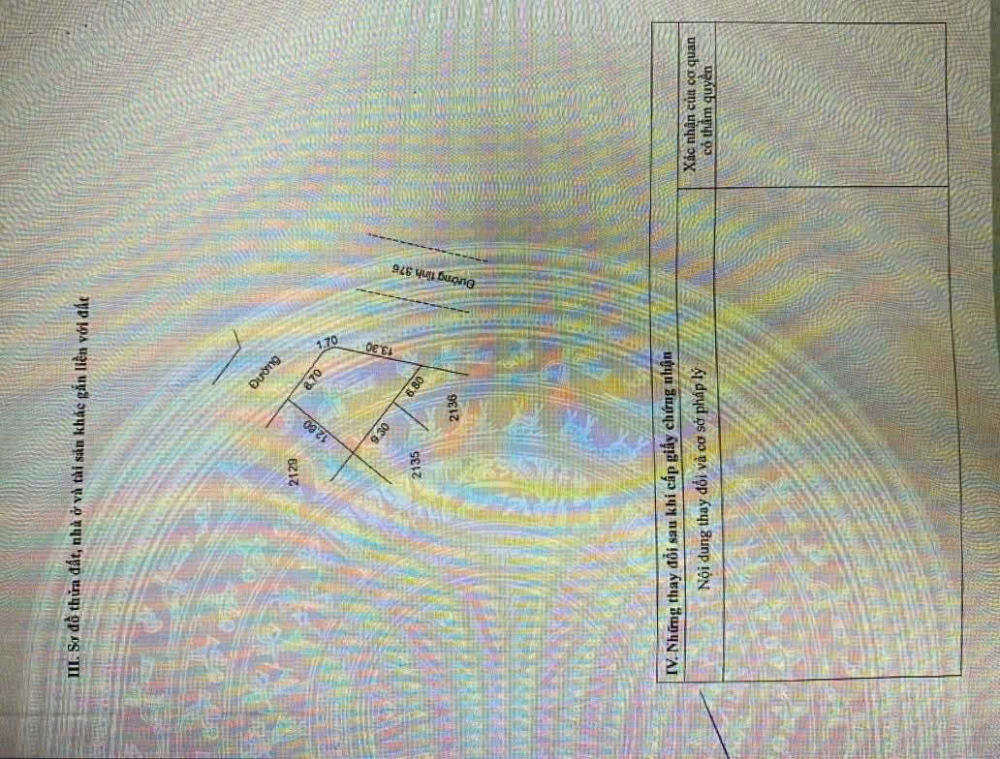 III. Sơ đồ thửa đất, nhà ở và tài sản khác gắn liền với đất
Đường
1.70
8.70
13.30
12.60
2129
9.30
6.80
2135
2136
Đường tỉnh 376
IV. Những thay đổi sau khi cấp giấy chứng nhận
Nội dung thay đổi và cơ sở pháp lý
Xác nhận của cơ quan
có thẩm quyền